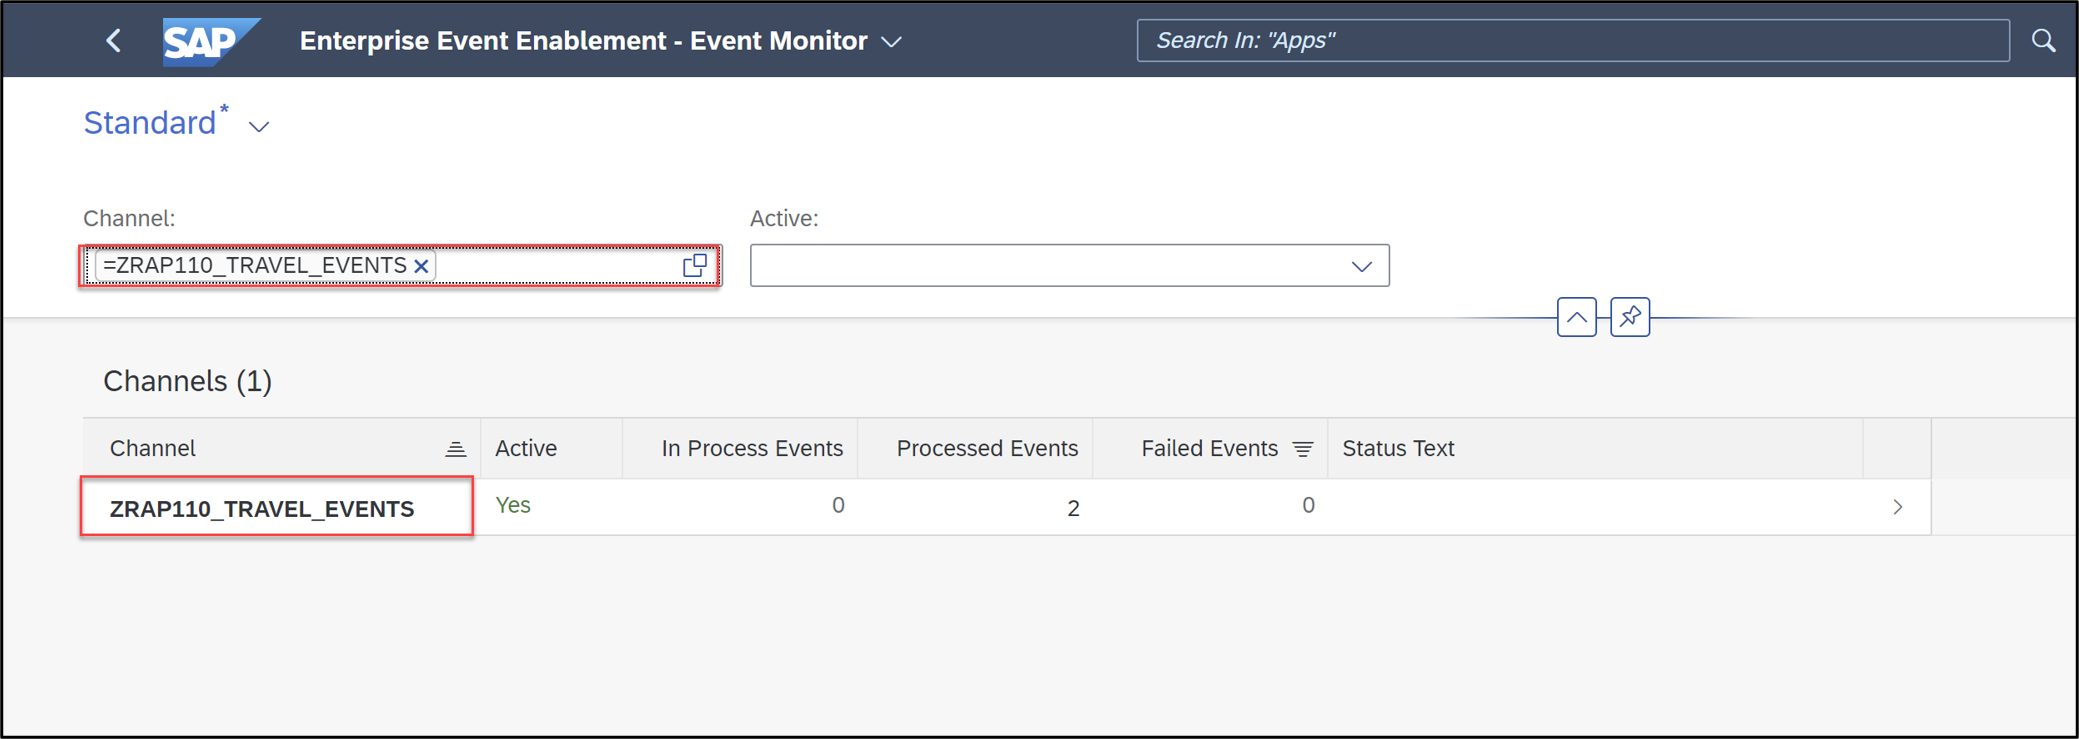 SAP Enterprise Event Enablement - Event Monitor Search In: "Apps"
Standard*
Channel: Active:
=ZRAP110_TRAVEL_EVENTS
Channels (1)
Channel Active In Process Events Processed Events Failed Events Status Text
ZRAP110_TRAVEL_EVENTS Yes 0 2 0